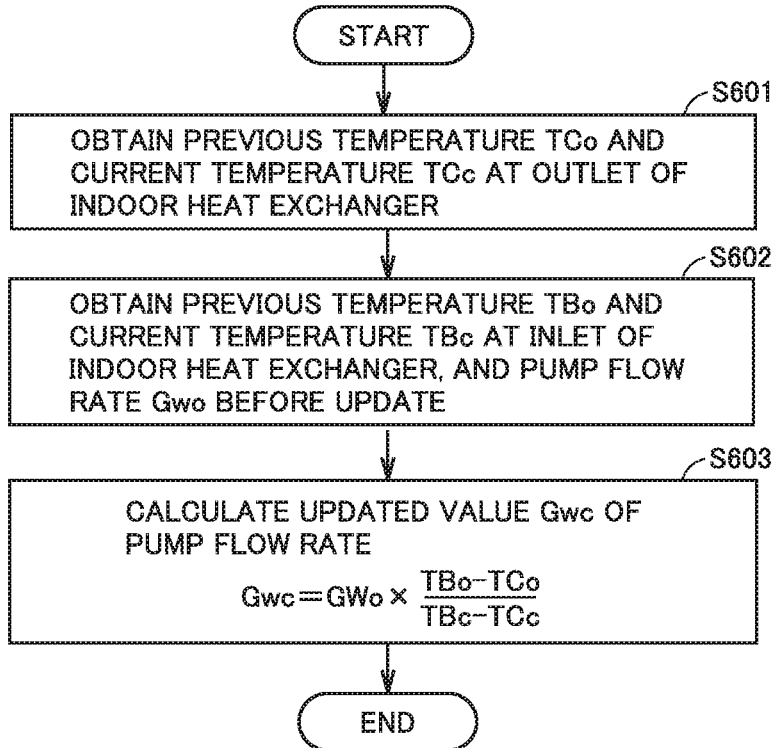 START
S601
OBTAIN PREVIOUS TEMPERATURE TCo AND
CURRENT TEMPERATURE TCc AT OUTLET OF
INDOOR HEAT EXCHANGER
S602
OBTAIN PREVIOUS TEMPERATURE TBo AND
CURRENT TEMPERATURE TBc AT INLET OF
INDOOR HEAT EXCHANGER, AND PUMP FLOW
RATE Gwo BEFORE UPDATE
S603
CALCULATE UPDATED VALUE Gwc OF
PUMP FLOW RATE
Gwc=GWo × TBo-TCo
TBc-TCc
END